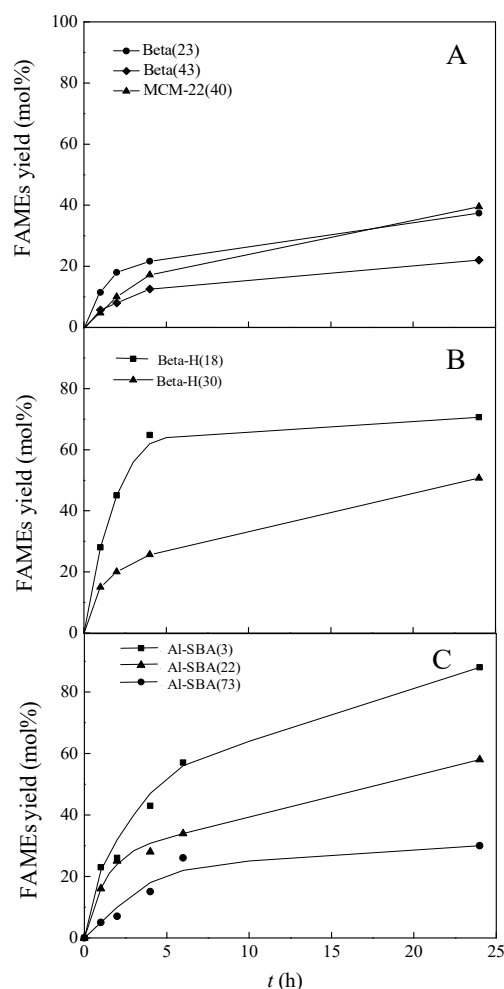 100
80
60
40
20
0
FAMEs yield (mol%)
Beta(23)
Beta(43)
MCM-22(40)
A
80
60
40
20
0
FAMEs yield (mol%)
Beta-H(18)
Beta-H(30)
B
80
60
40
20
0
FAMEs yield (mol%)
Al-SBA(3)
Al-SBA(22)
Al-SBA(73)
C
0 5 10 15 20 25
t (h)